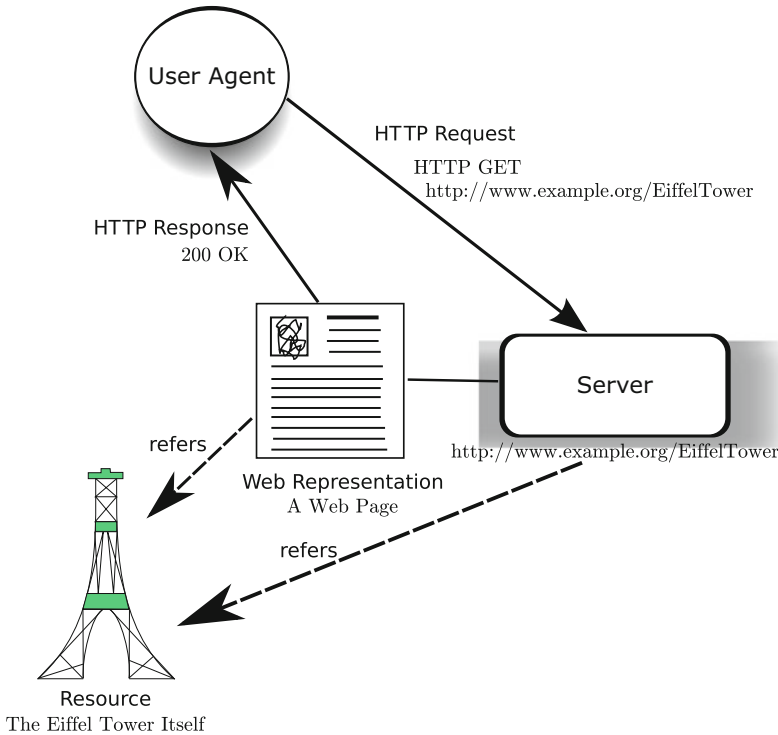 User Agent
HTTP Request
HTTP GET
http://www.example.org/EiffelTower
HTTP Response
200 OK
Server
http://www.example.org/EiffelTower
refers
Web Representation
A Web Page
refers
Resource
The Eiffel Tower Itself